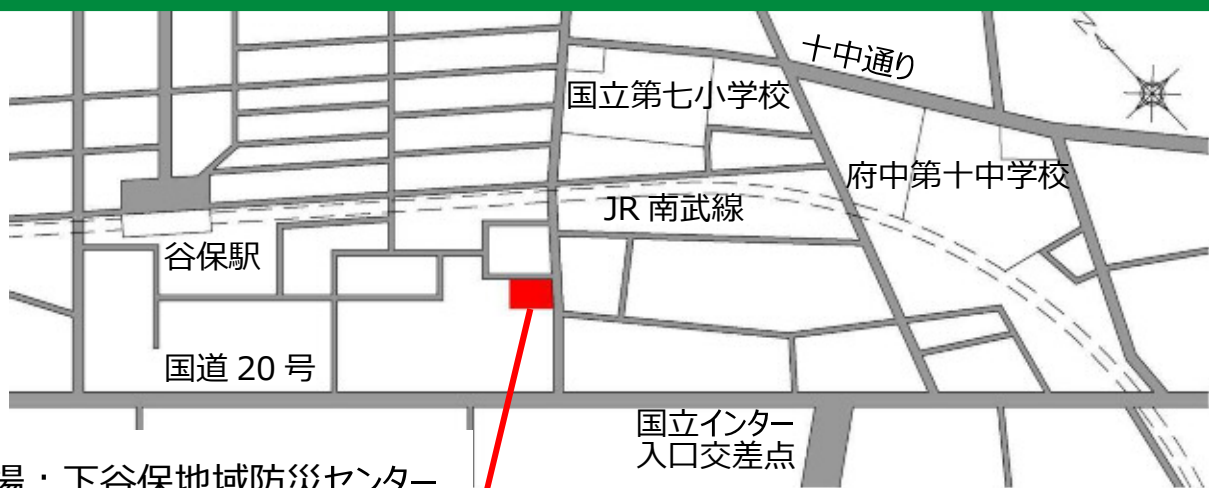 十中通り
国立第七小学校
府中第十中学校
JR 南武線
谷保駅
国道 20 号
国立インター
入口交差点
場：下谷保地域防災センター